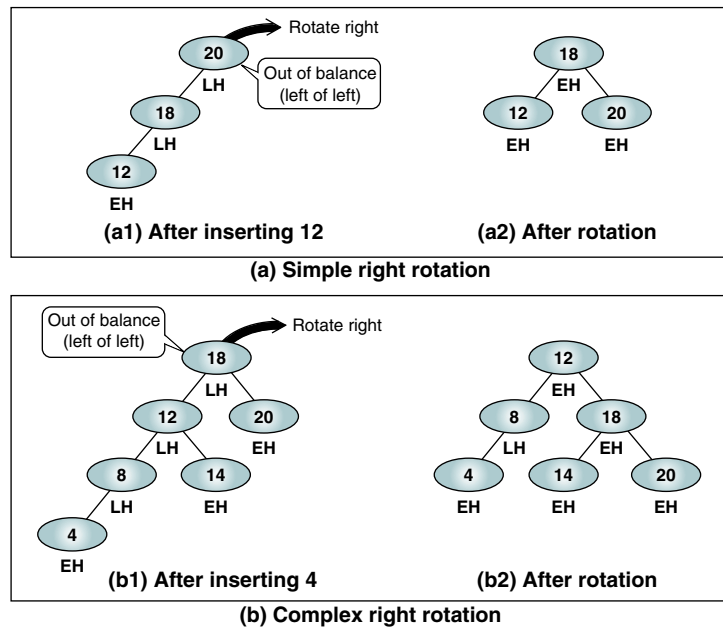 Rotate right
20
LH
Out of balance
(left of left)
18
LH
12
EH
(a1) After inserting 12
18
EH
12
EH
20
EH
(a2) After rotation
(a) Simple right rotation
Out of balance
(left of left)
Rotate right
18
LH
12
LH
20
EH
8
LH
14
EH
4
EH
(b1) After inserting 4
12
EH
8
LH
18
EH
4
EH
14
EH
20
EH
(b2) After rotation
(b) Complex right rotation